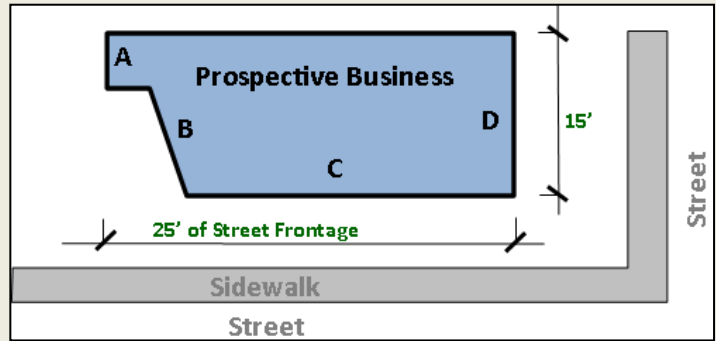 A
Prospective Business
B
D
15’
C
25’ of Street Frontage
Street
Sidewalk
Street